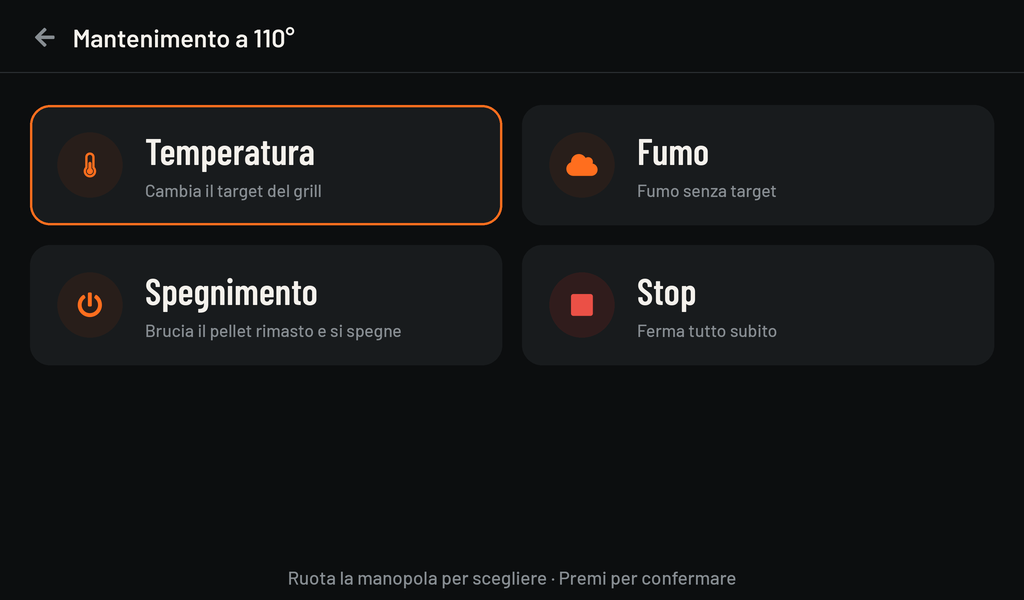 Mantenimento a 110°
Temperatura
Cambia il target del grill
Fumo
Fumo senza target
Spegnimento
Brucia il pellet rimasto e si spegne
Stop
Ferma tutto subito
Ruota la manopola per scegliere · Premi per confermare